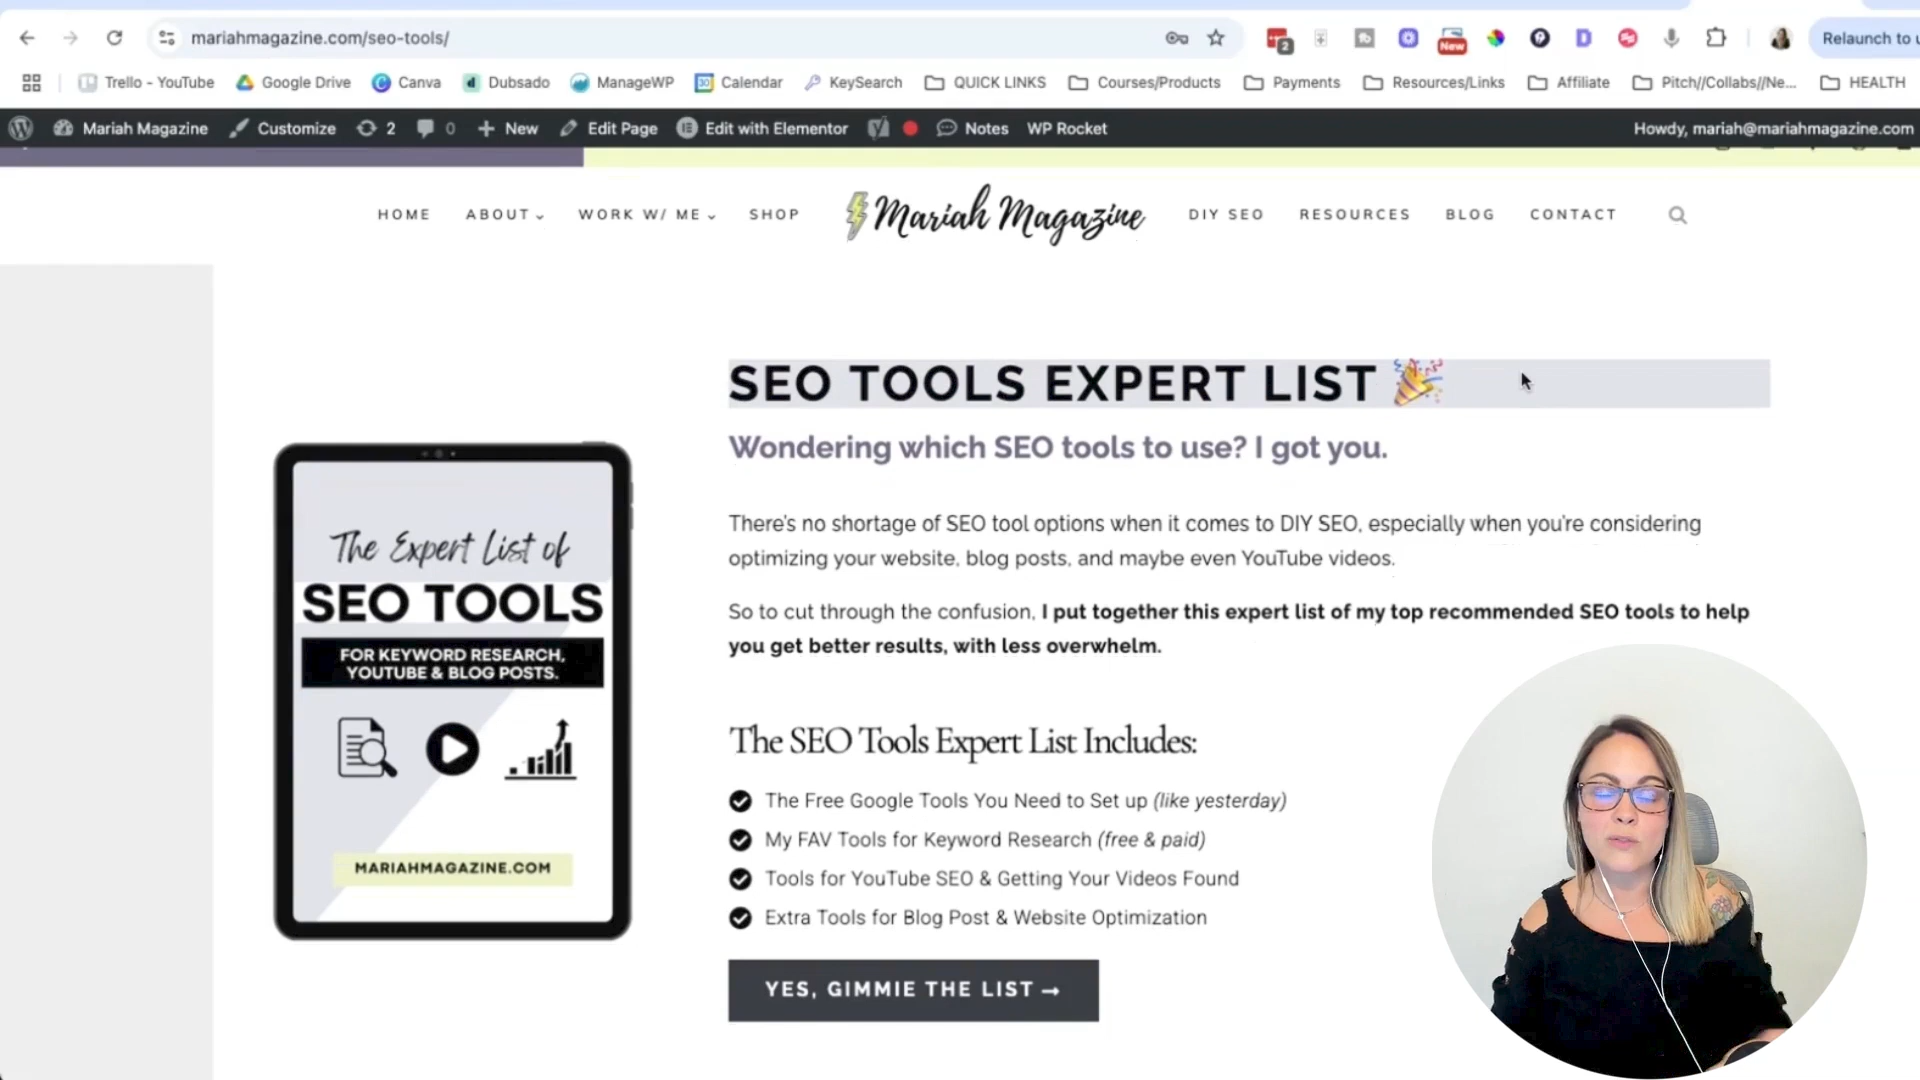 mariahmagazine.com/seo-tools/
2
New
Relaunch to u
Trello - YouTube
Google Drive
Canva
Dubsado
ManageWP
Calendar
KeySearch
QUICK LINKS
Courses/Products
Payments
Resources/Links
Affiliate
Pitch//Collabs//Ne...
HEALTH
Mariah Magazine
Customize
2
0
New
Edit Page
Edit with Elementor
Notes
WP Rocket
Howdy, mariah@mariahmagazine.com
HOME
ABOUT
WORK W/ ME
SHOP
Mariah Magazine
DIY SEO
RESOURCES
BLOG
CONTACT
SEO TOOLS EXPERT LIST 🎉
Wondering which SEO tools to use? I got you.
There's no shortage of SEO tool options when it comes to DIY SEO, especially when you're considering
optimizing your website, blog posts, and maybe even YouTube videos.
So to cut through the confusion, I put together this expert list of my top recommended SEO tools to help
you get better results, with less overwhelm.
The Expert List of
SEO TOOLS
FOR KEYWORD RESEARCH,
YOUTUBE & BLOG POSTS.
MARIAHMAGAZINE.COM
The SEO Tools Expert List Includes:
The Free Google Tools You Need to Set up (like yesterday)
My FAV Tools for Keyword Research (free & paid)
Tools for YouTube SEO & Getting Your Videos Found
Extra Tools for Blog Post & Website Optimization
YES, GIMMIE THE LIST →